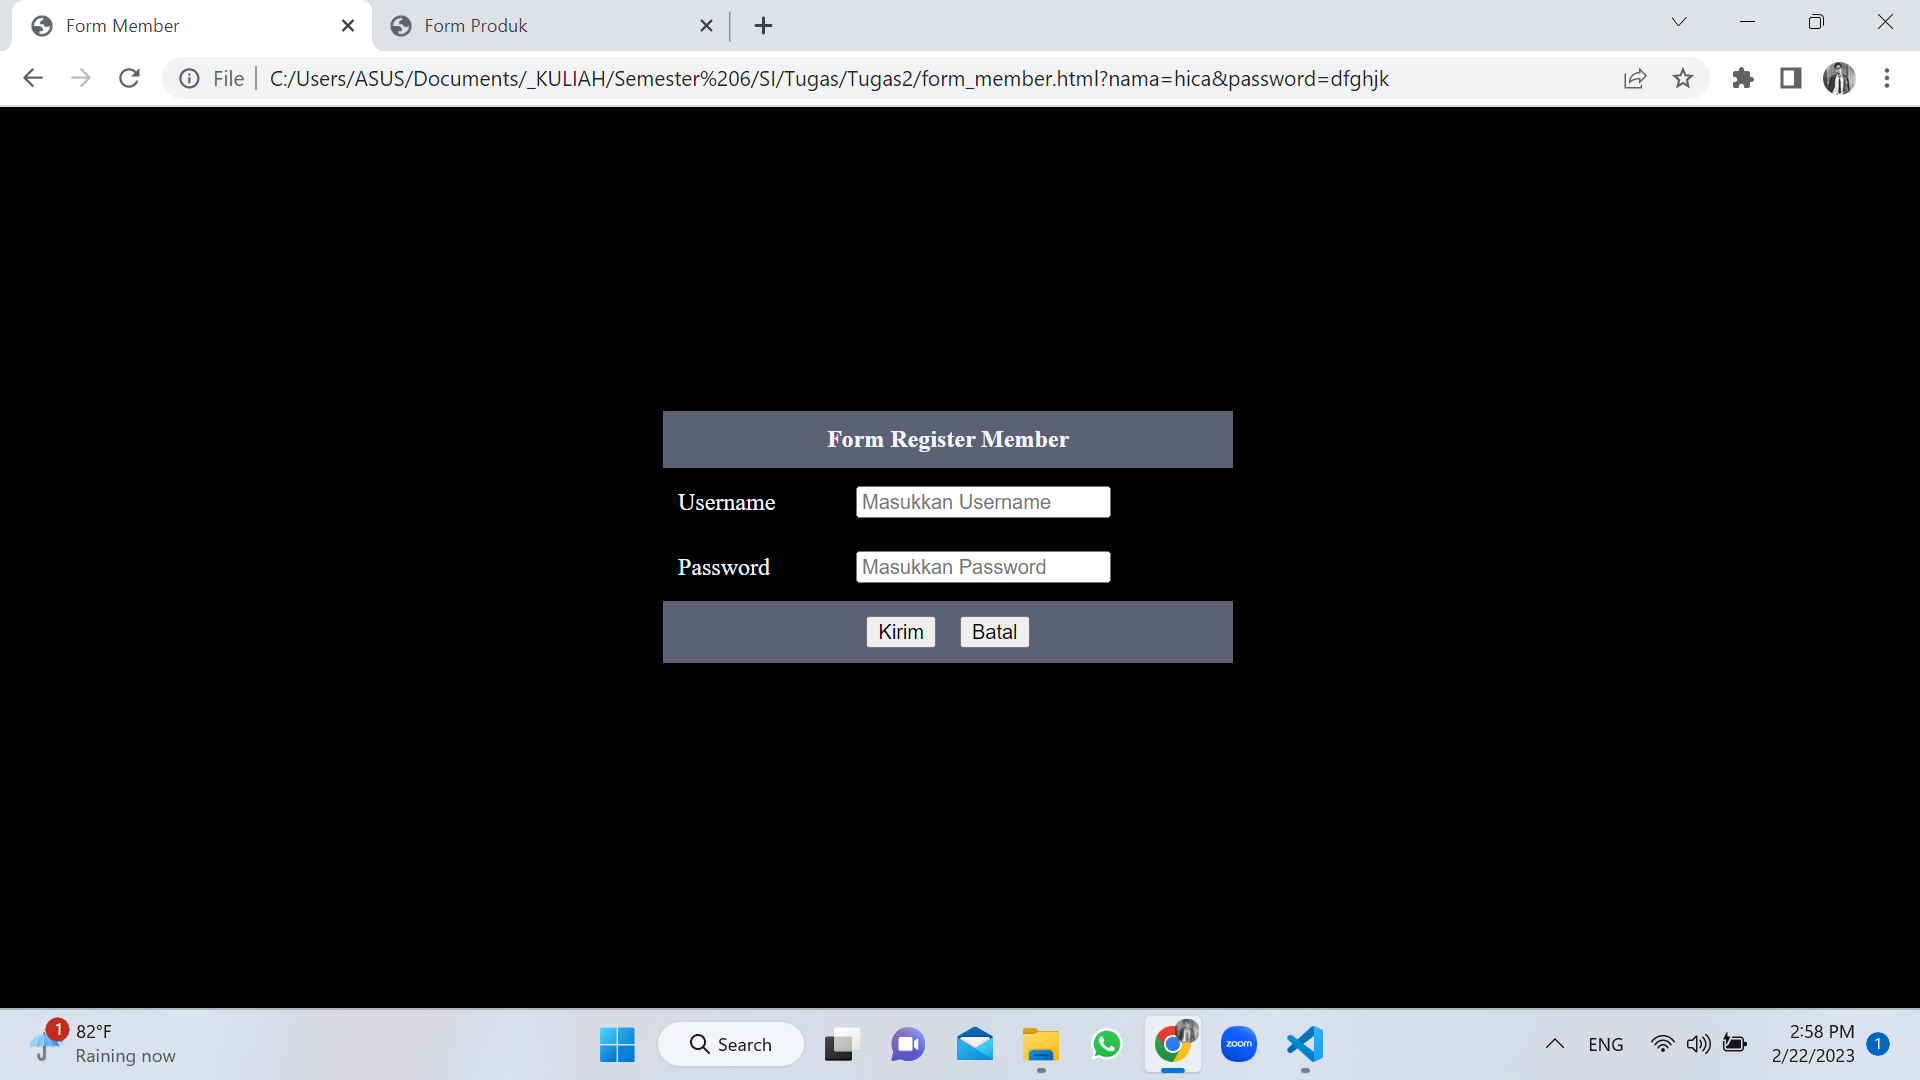 Form Member
Form Produk
File
C:/Users/ASUS/Documents/_KULIAH/Semester%206/SI/Tugas/Tugas2/form_member.html?nama=hica&password=dfghjk
Form Register Member
Username
Masukkan Username
Password
Masukkan Password
Kirim
Batal
1
82°F
Raining now
Search
zoom
ENG
2:58 PM
2/22/2023
1